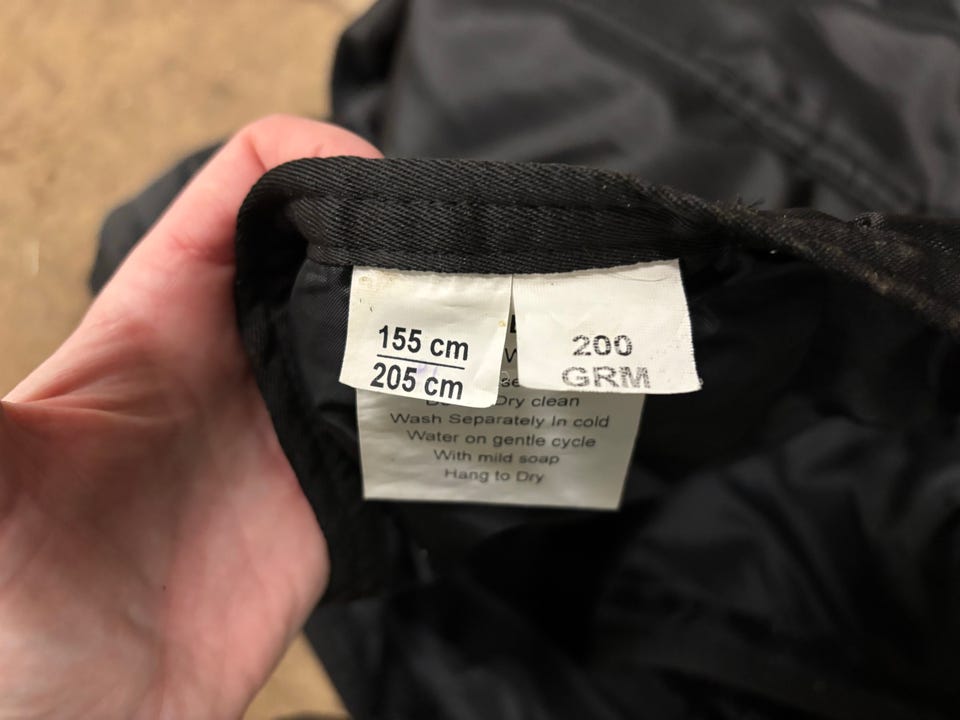 155 cm
205 cm
200
GRM
Dry clean
Wash Separately In cold
Water on gentle cycle
With mild soap
Hang to Dry